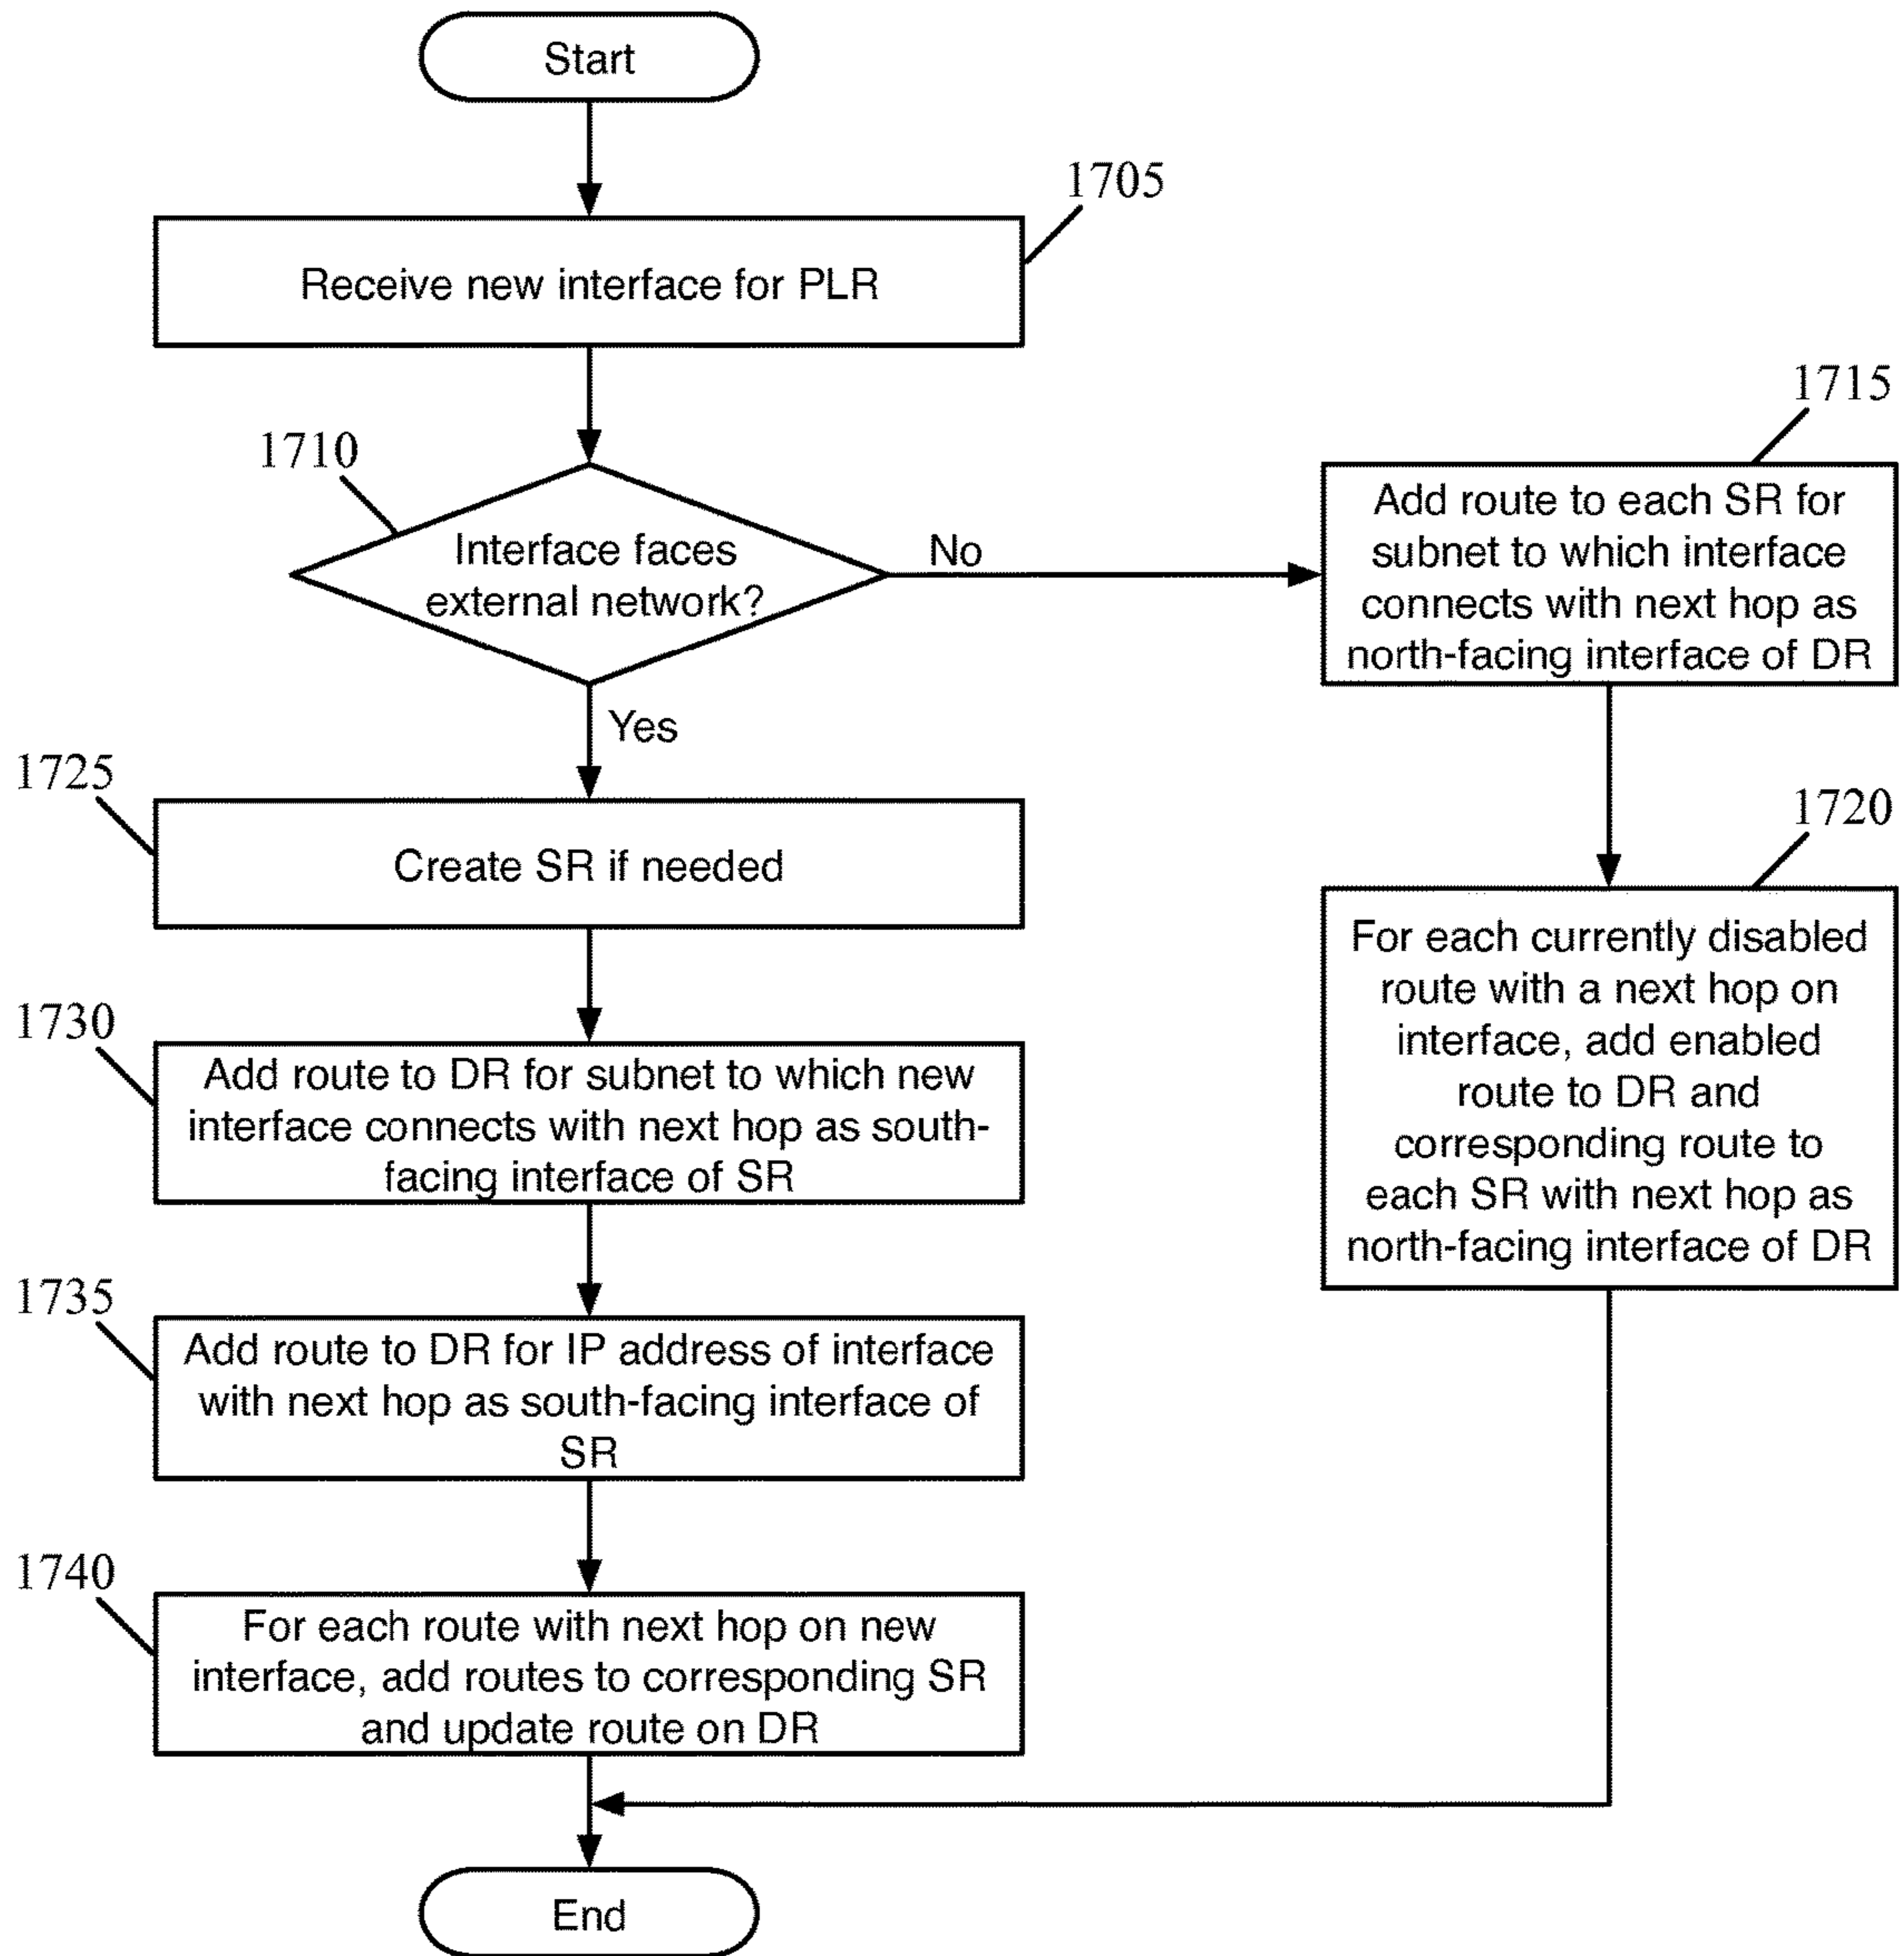 Start
1705
Receive new interface for PLR
1710
Interface faces
external network?
No
Yes
1715
Add route to each SR for
subnet to which interface
connects with next hop as
north-facing interface of DR
1720
For each currently disabled
route with a next hop on
interface, add enabled
route to DR and
corresponding route to
each SR with next hop as
north-facing interface of DR
1725
Create SR if needed
1730
Add route to DR for subnet to which new
interface connects with next hop as south-
facing interface of SR
1735
Add route to DR for IP address of interface
with next hop as south-facing interface of
SR
1740
For each route with next hop on new
interface, add routes to corresponding SR
and update route on DR
End